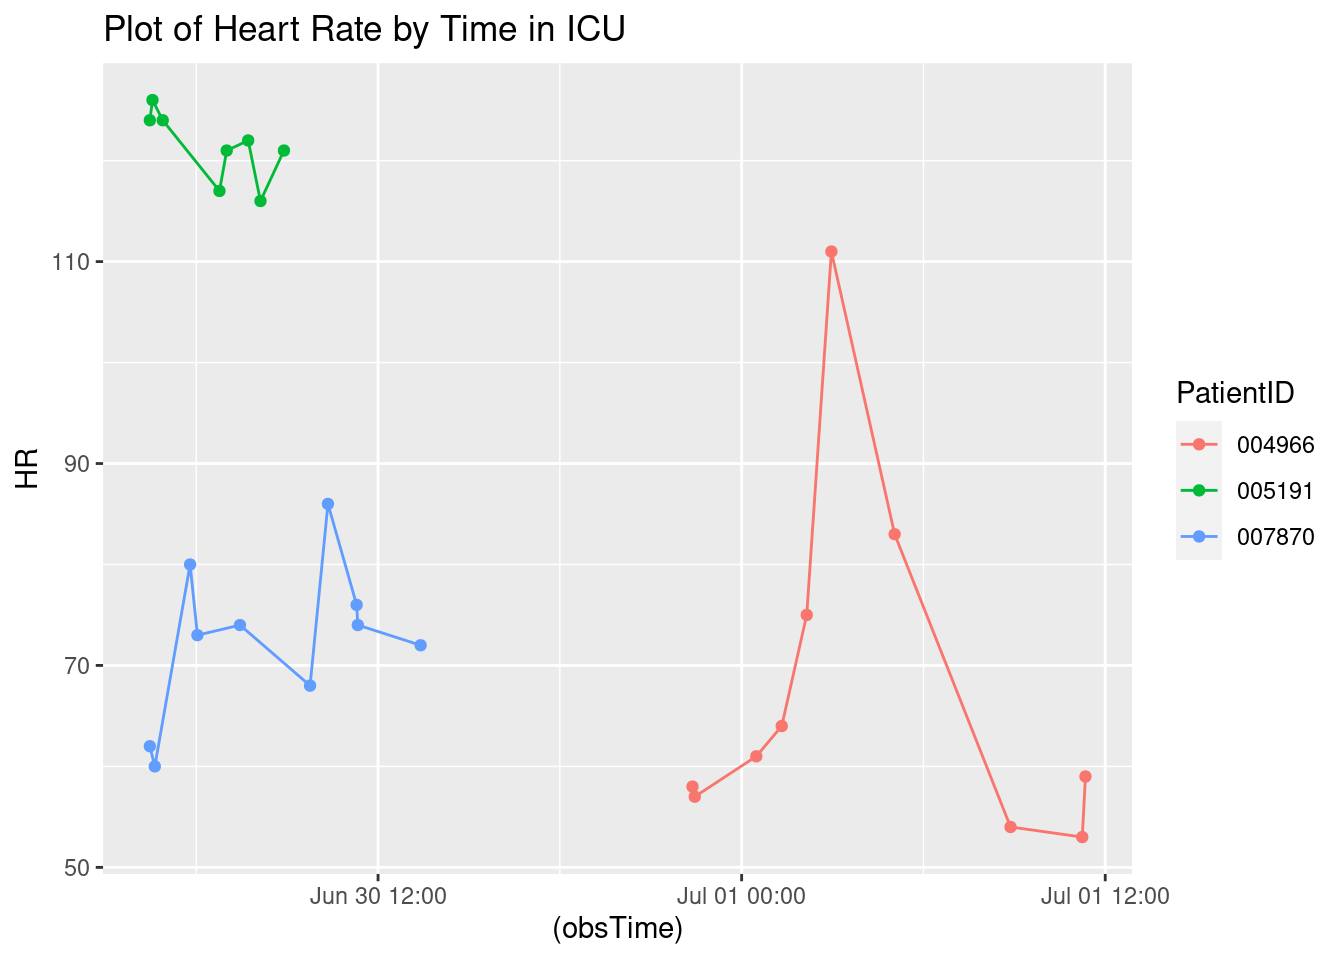 Plot of Heart Rate by Time in ICU
HR
110
90
70
50
Jun 30 12:00
Jul 01 00:00
Jul 01 12:00
(obsTime)
PatientID
004966
005191
007870